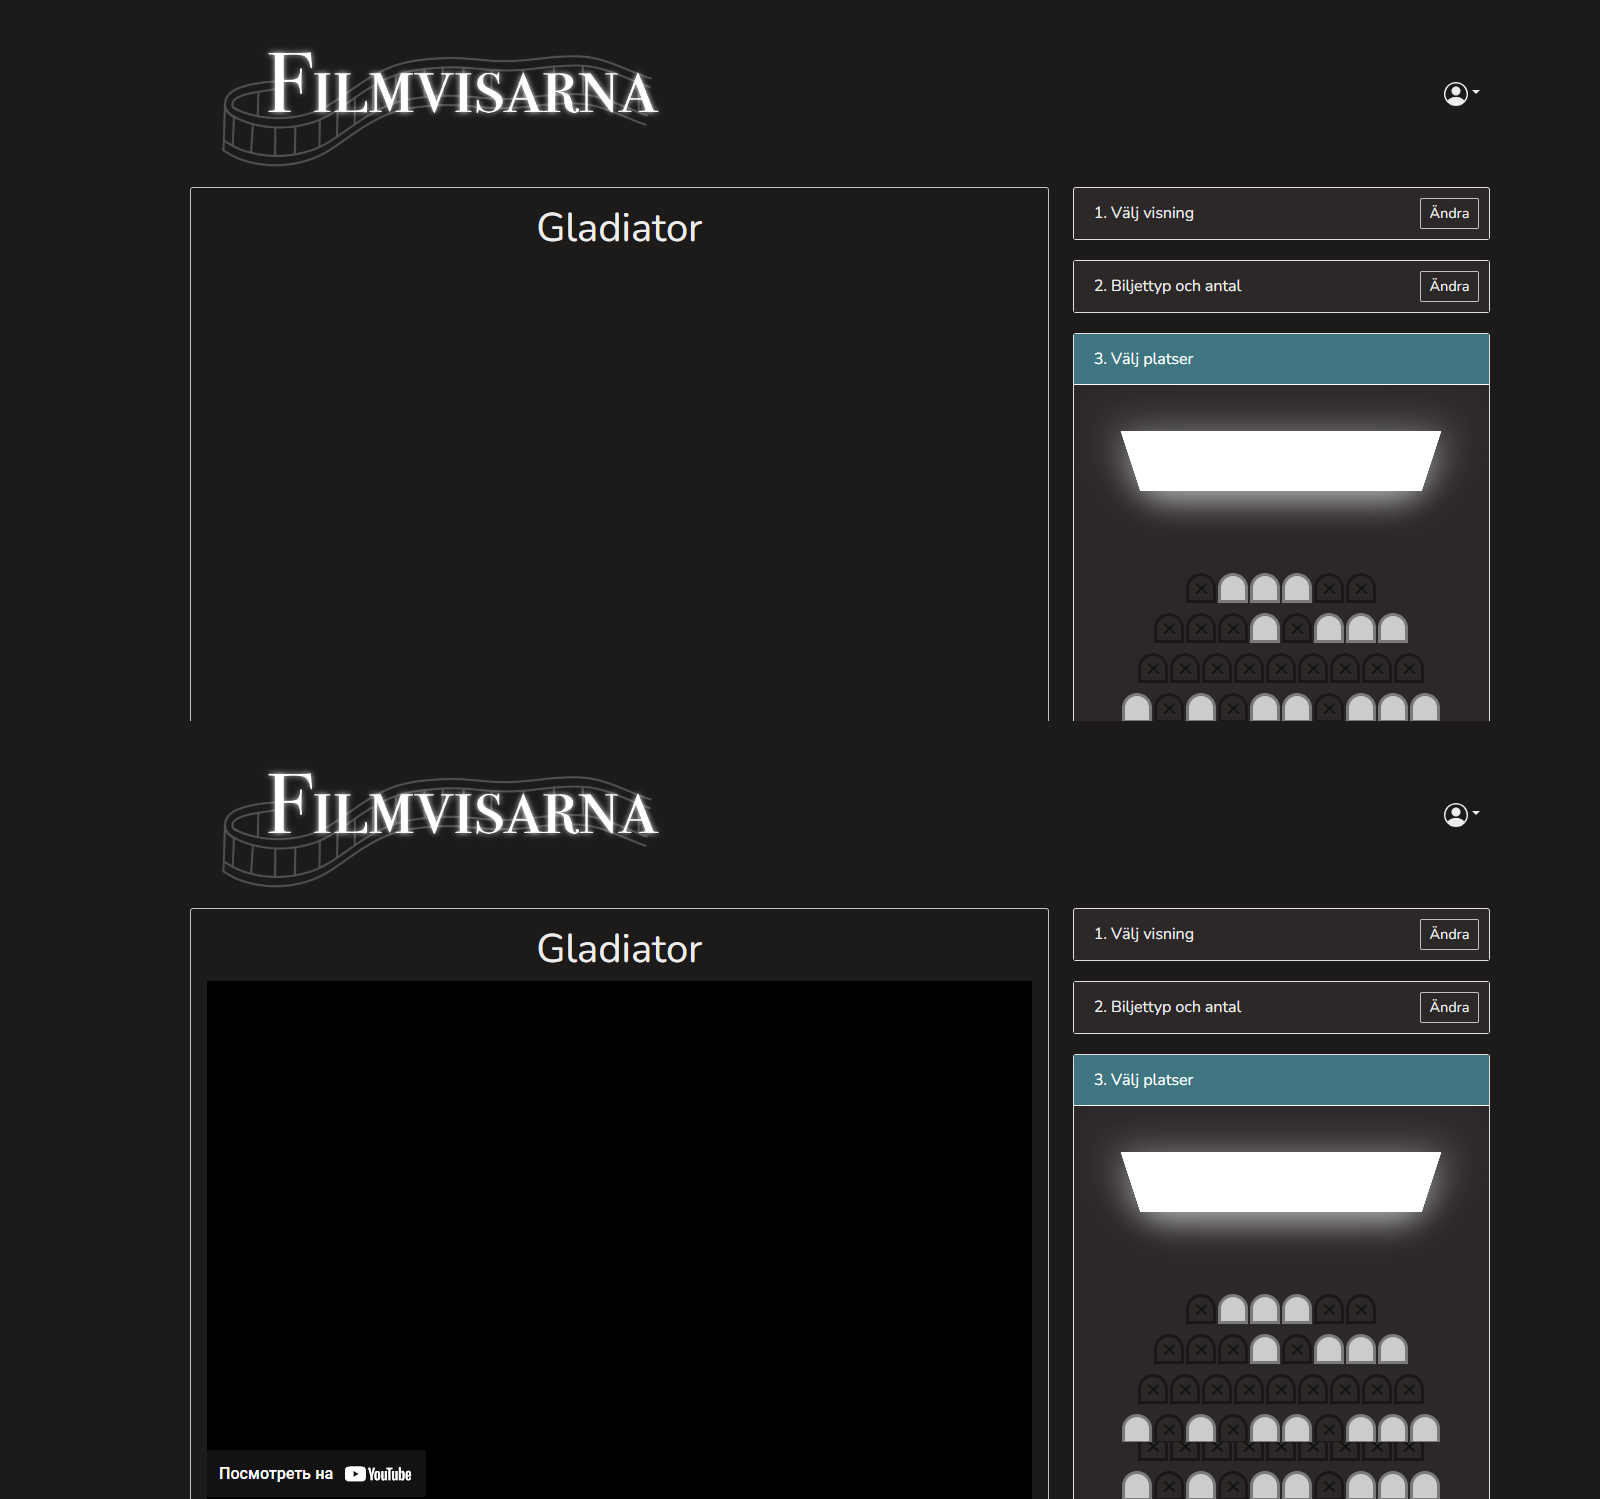 Filmvisarna
Gladiator
1. Välj visning
Ändra
2. Biljettyp och antal
Ändra
3. Välj platser
Filmvisarna
Gladiator
1. Välj visning
Ändra
2. Biljettyp och antal
Ändra
3. Välj platser
Посмотреть на YouTube